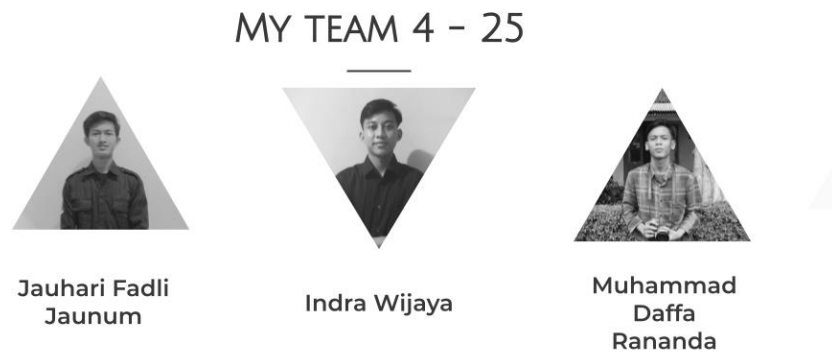 My team 4 - 25
Jauhari Fadli
Jaunum
Indra Wijaya
Muhammad
Daffa
Rananda